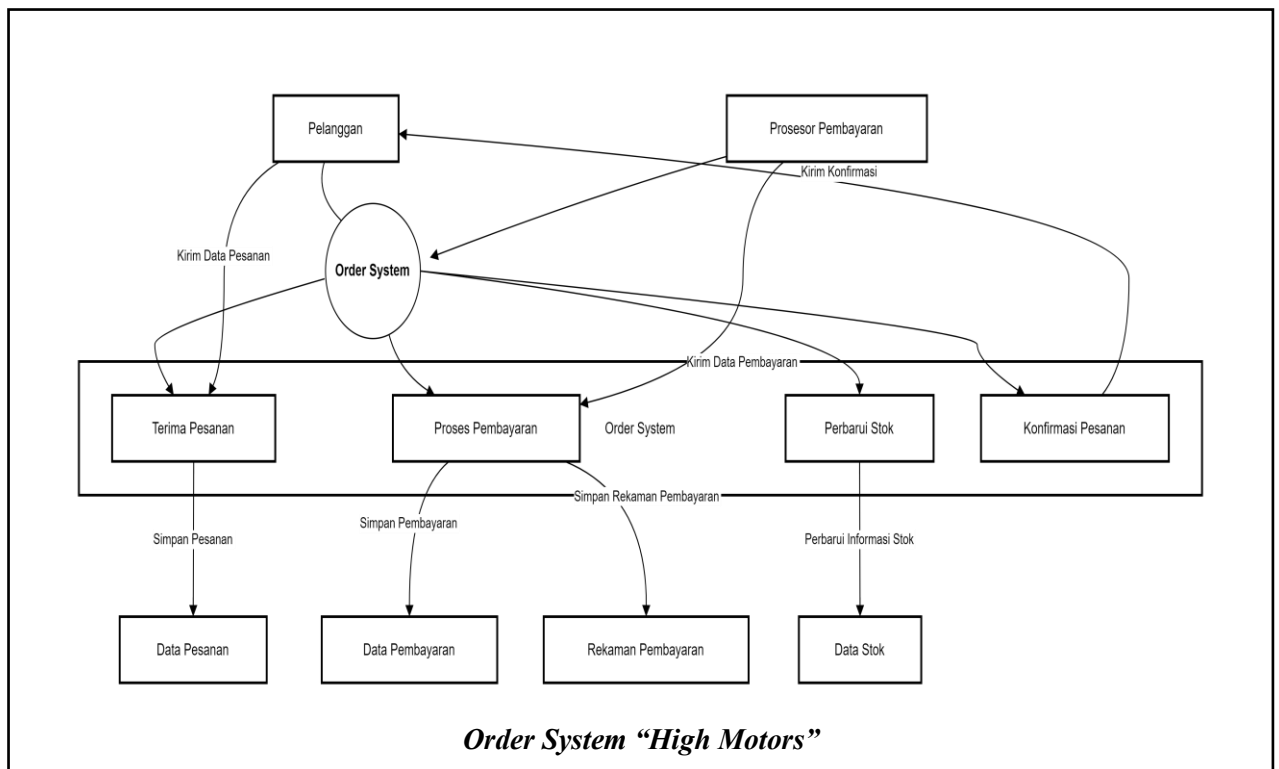 Pelanggan
Prosesor Pembayaran
Kirim Konfirmasi
Kirim Data Pesanan
Order System
Kirim Data Pembayaran
Terima Pesanan
Proses Pembayaran
Order System
Perbarui Stok
Konfirmasi Pesanan
Simpan Rekaman Pembayaran
Simpan Pembayaran
Simpan Pesanan
Perbarui Informasi Stok
Data Pesanan
Data Pembayaran
Rekaman Pembayaran
Data Stok
Order System “High Motors”